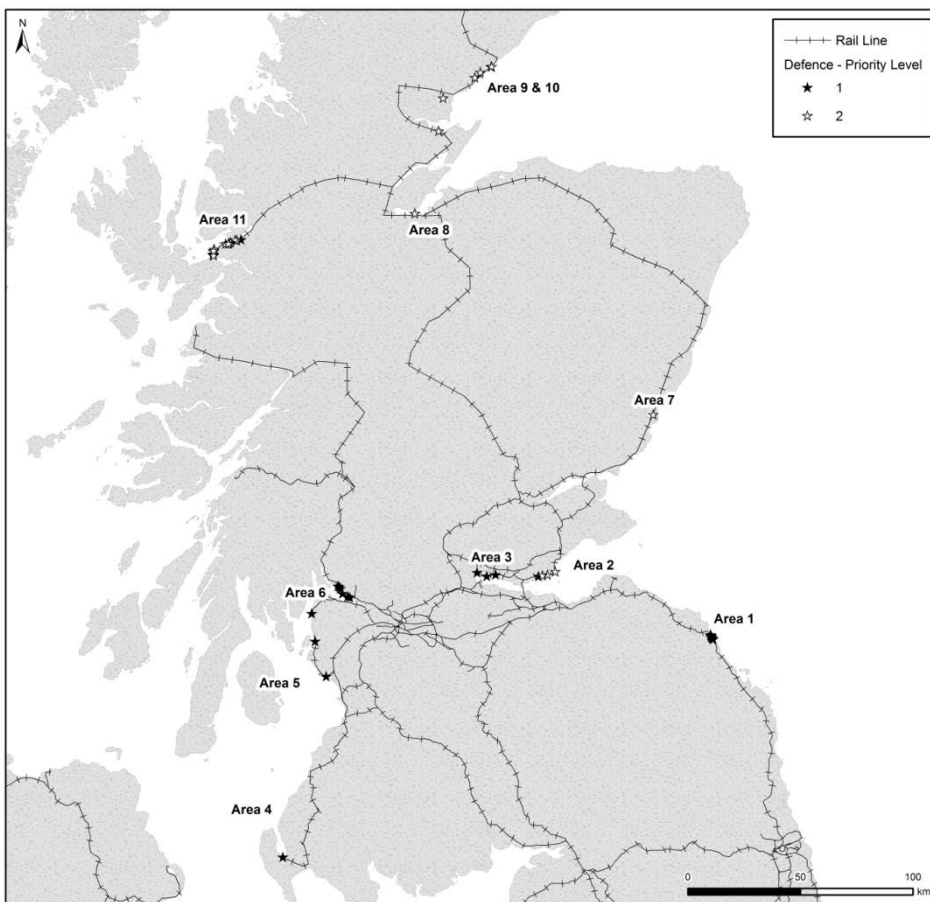 N
Rail Line
Defence - Priority Level
1
2
Area 9 & 10
Area 11
Area 8
Area 7
Area 3
Area 2
Area 6
Area 1
Area 5
Area 4
0 50 100
km